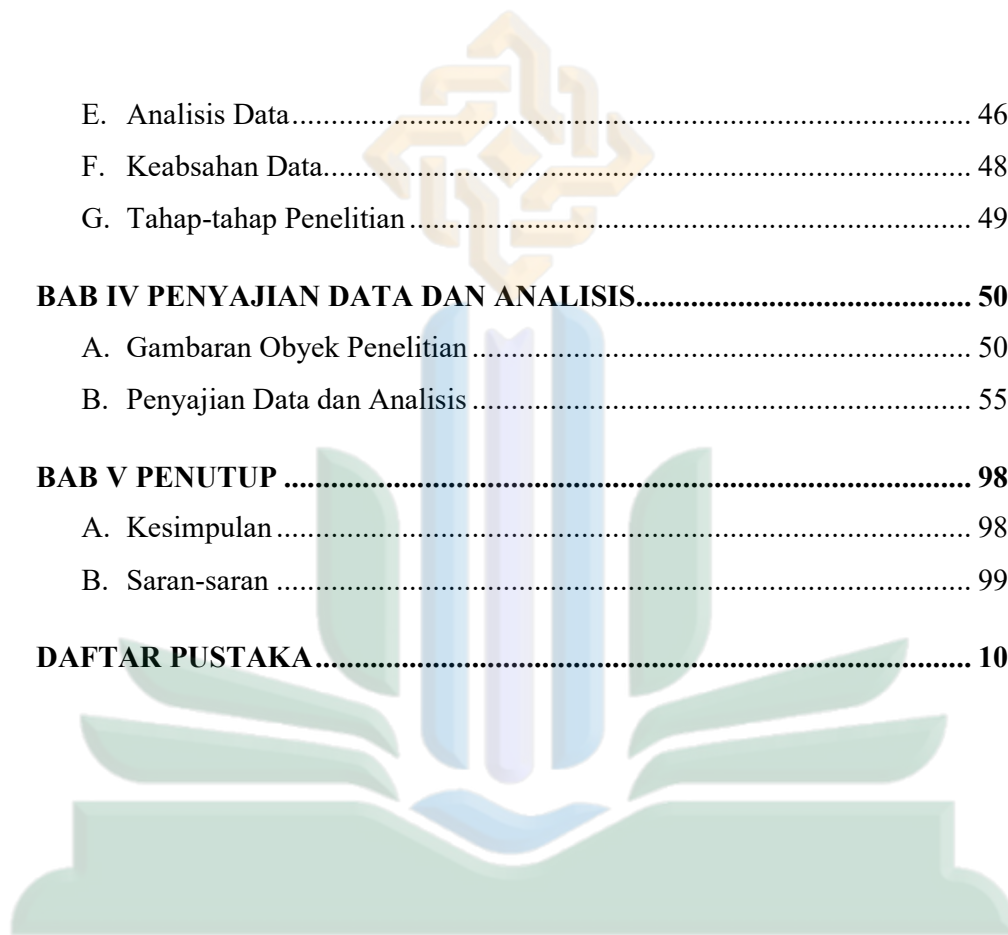 E. Analisis Data........................................................................................ 46
F. Keabsahan Data.................................................................................... 48
G. Tahap-tahap Penelitian ......................................................................... 49
BAB IV PENYAJIAN DATA DAN ANALISIS........................................... 50
A. Gambaran Obyek Penelitian ................................................................. 50
B. Penyajian Data dan Analisis ................................................................. 55
BAB V PENUTUP ......................................................................................... 98
A. Kesimpulan .......................................................................................... 98
B. Saran-saran .......................................................................................... 99
DAFTAR PUSTAKA..................................................................................... 10